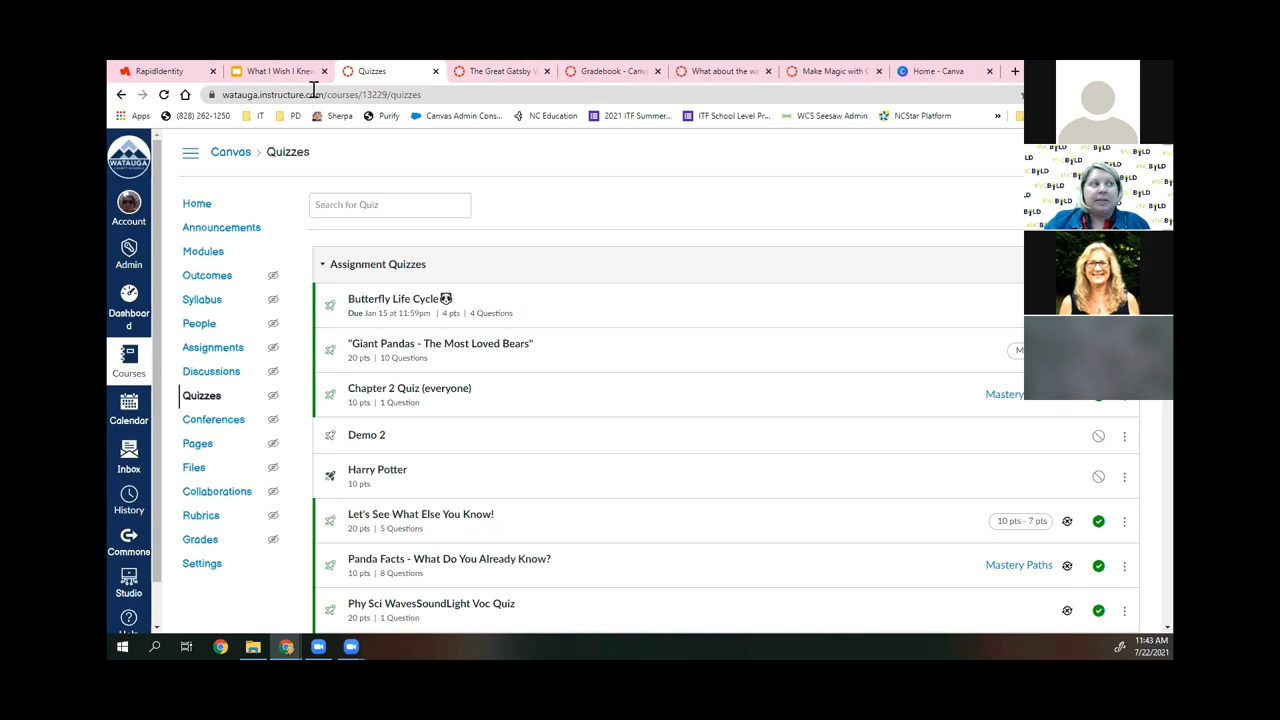 RapidIdentity
What I Wish I Knew
Quizzes
The Great Gatsby V
Gradebook - Canva
What about the wa
Make Magic with C
Home - Canva
watauga.instructure.com/courses/13229/quizzes
Apps
(828) 262-1250
IT
PD
Sherpa
Purify
Canvas Admin Cons...
NC Education
2021 ITF Summer...
ITF School Level Pr...
WCS Seesaw Admin
NCStar Platform
»
WATAUGA
Account
Admin
Dashboar
d
Courses
Calendar
Inbox
History
Commons
Studio
Help
Canvas > Quizzes
Home
Announcements
Modules
Outcomes
Syllabus
People
Assignments
Discussions
Quizzes
Conferences
Pages
Files
Collaborations
Rubrics
Grades
Settings
Search for Quiz
Assignment Quizzes
Butterfly Life Cycle🐼
Due Jan 15 at 11:59pm | 4 pts | 4 Questions
"Giant Pandas - The Most Loved Bears"
20 pts | 10 Questions
M
Chapter 2 Quiz (everyone)
10 pts | 1 Question
Mastery
Demo 2
Harry Potter
10 pts
Let's See What Else You Know!
20 pts | 5 Questions
10 pts - 7 pts
Panda Facts - What Do You Already Know?
10 pts | 8 Questions
Mastery Paths
Phy Sci WavesSoundLight Voc Quiz
20 pts | 1 Question
#NCBOLD
11:43 AM
7/22/2021